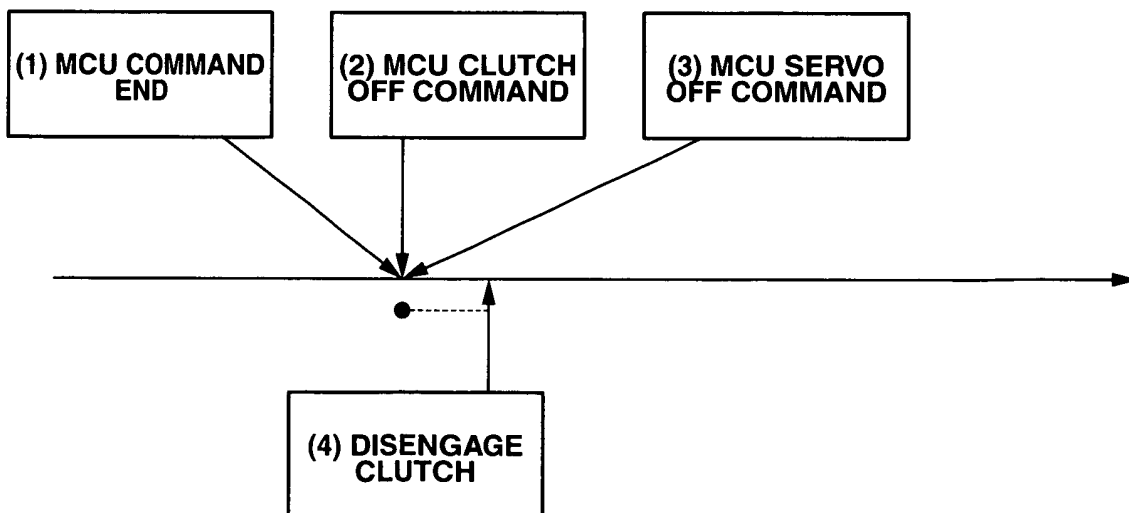 (1) MCU COMMAND
END
(2) MCU CLUTCH
OFF COMMAND
(3) MCU SERVO
OFF COMMAND
(4) DISENGAGE
CLUTCH